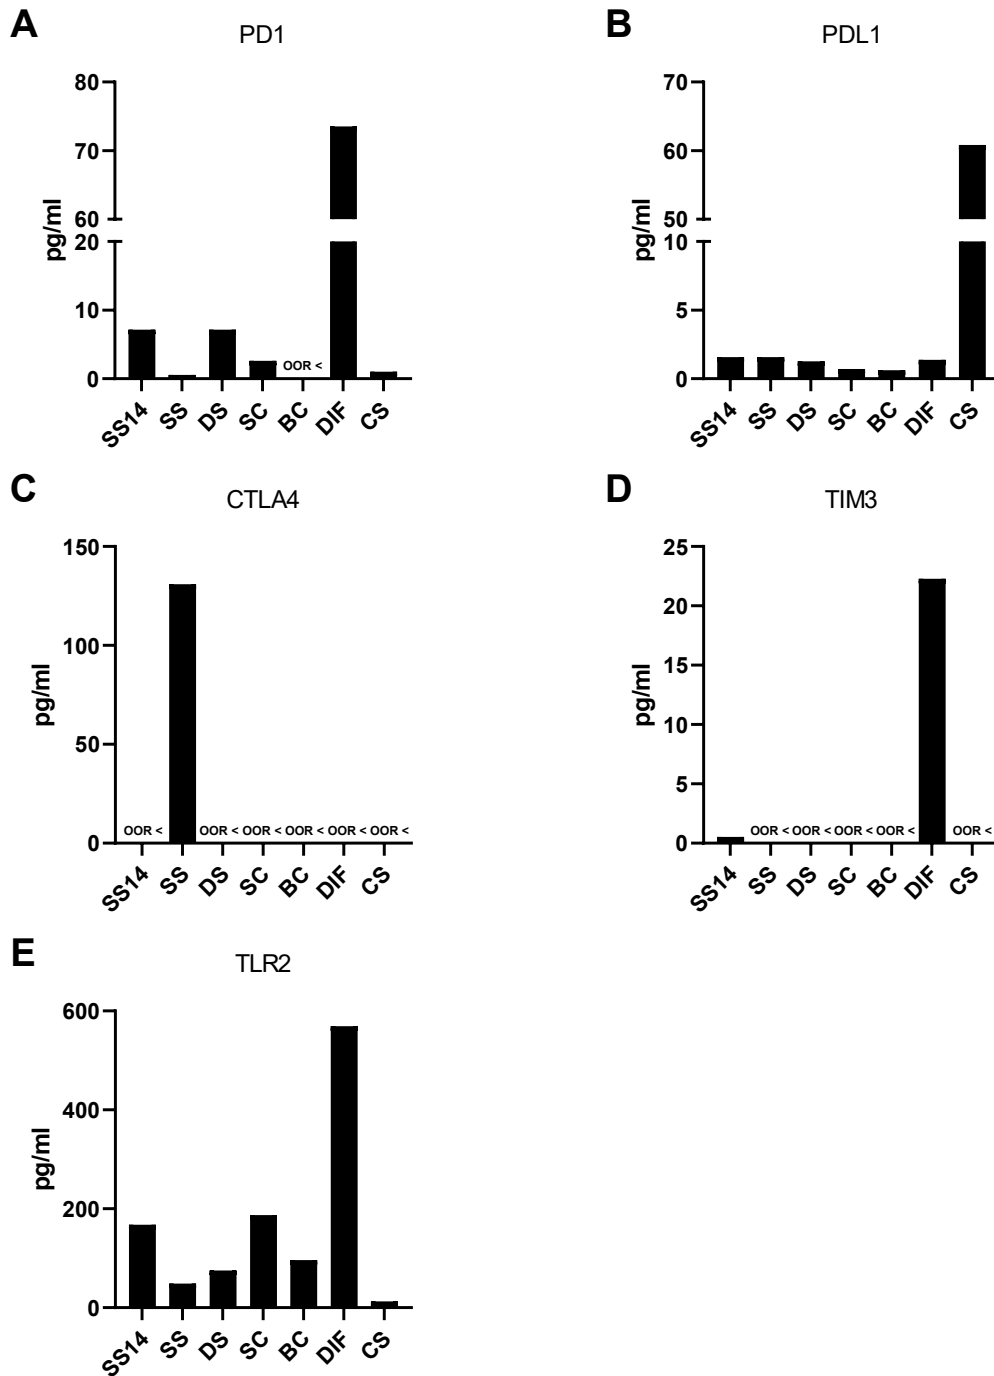 A
PD1
pg/ml
80
70
60
20
10
0
OOR <
SS14 SS DS SC BC DIF CS
B
PDL1
pg/ml
70
60
50
10
5
0
SS14 SS DS SC BC DIF CS
C
CTLA4
pg/ml
150
100
50
0
OOR < OOR < OOR < OOR < OOR < OOR <
SS14 SS DS SC BC DIF CS
D
TIM3
pg/ml
25
20
15
10
5
0
OOR < OOR < OOR < OOR < OOR <
SS14 SS DS SC BC DIF CS
E
TLR2
pg/ml
600
400
200
0
SS14 SS DS SC BC DIF CS